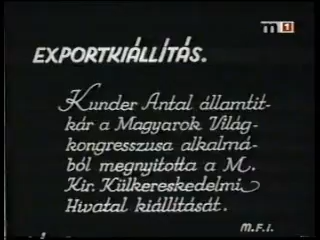 m1
EXPORTKIÁLLÍTÁS.
Kunder Antal államtit-
kár a Magyarok Világ-
kongresszusa alkalmá-
ból megnyitotta a M.
Kir. Külkereskedelmi
Hivatal kiállítását.
M.F.I.